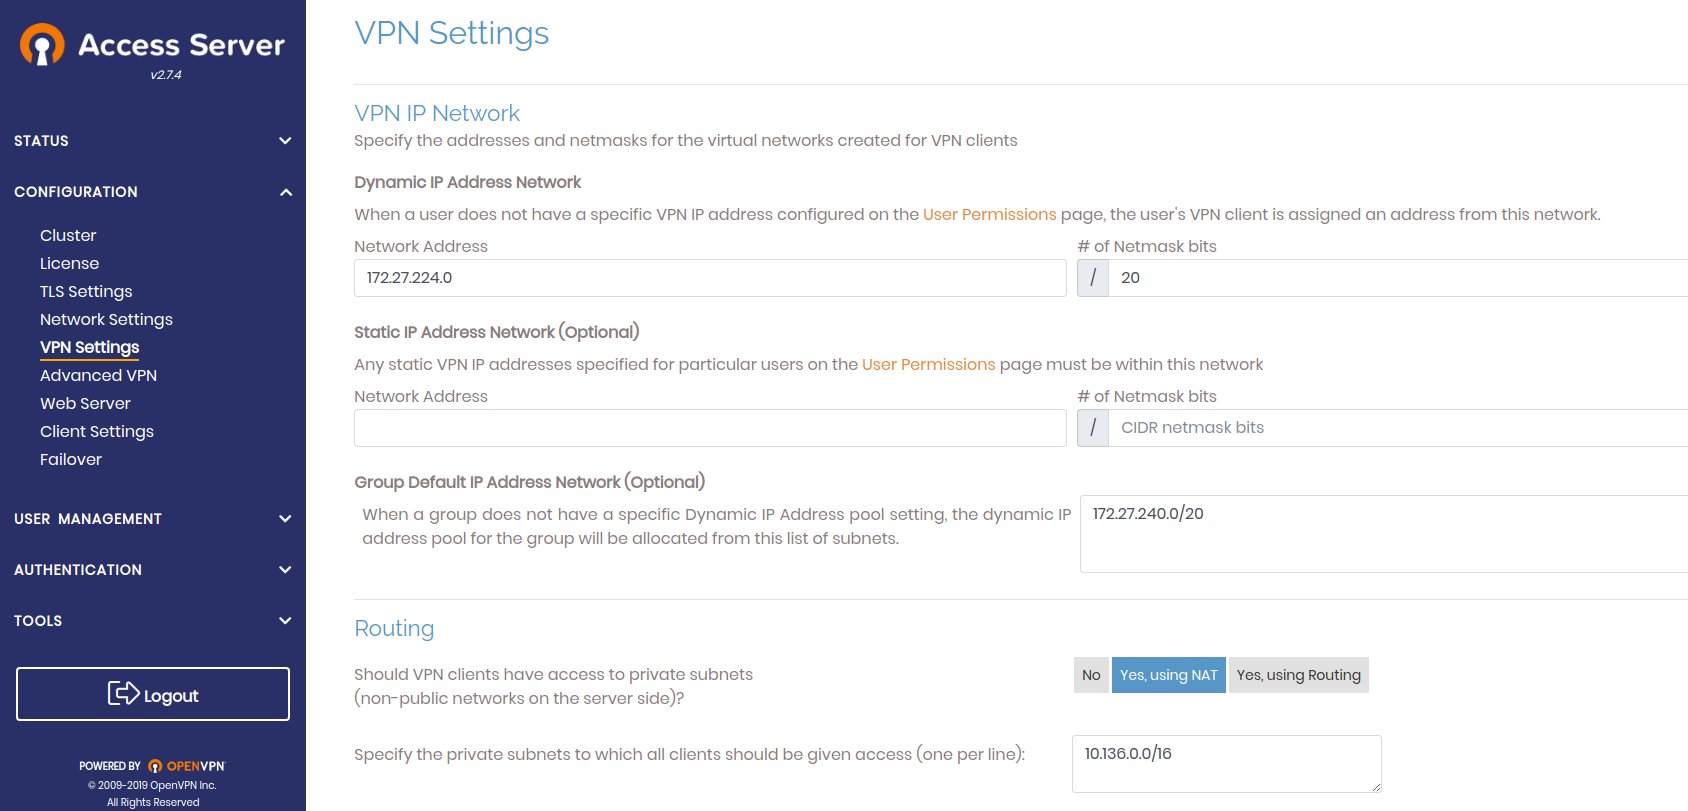 Access Server
v2.7.4
STATUS
CONFIGURATION
Cluster
License
TLS Settings
Network Settings
VPN Settings
Advanced VPN
Web Server
Client Settings
Failover
USER MANAGEMENT
AUTHENTICATION
TOOLS
Logout
POWERED BY OPENVPN
© 2009-2019 OpenVPN Inc.
All Rights Reserved
VPN Settings
VPN IP Network
Specify the addresses and netmasks for the virtual networks created for VPN clients
Dynamic IP Address Network
When a user does not have a specific VPN IP address configured on the User Permissions page, the user's VPN client is assigned an address from this network.
Network Address # of Netmask bits
172.27.224.0 / 20
Static IP Address Network (Optional)
Any static VPN IP addresses specified for particular users on the User Permissions page must be within this network
Network Address # of Netmask bits
/ CIDR netmask bits
Group Default IP Address Network (Optional)
When a group does not have a specific Dynamic IP Address pool setting, the dynamic IP
address pool for the group will be allocated from this list of subnets.
172.27.240.0/20
Routing
Should VPN clients have access to private subnets
(non-public networks on the server side)?
No Yes, using NAT Yes, using Routing
Specify the private subnets to which all clients should be given access (one per line):
10.136.0.0/16